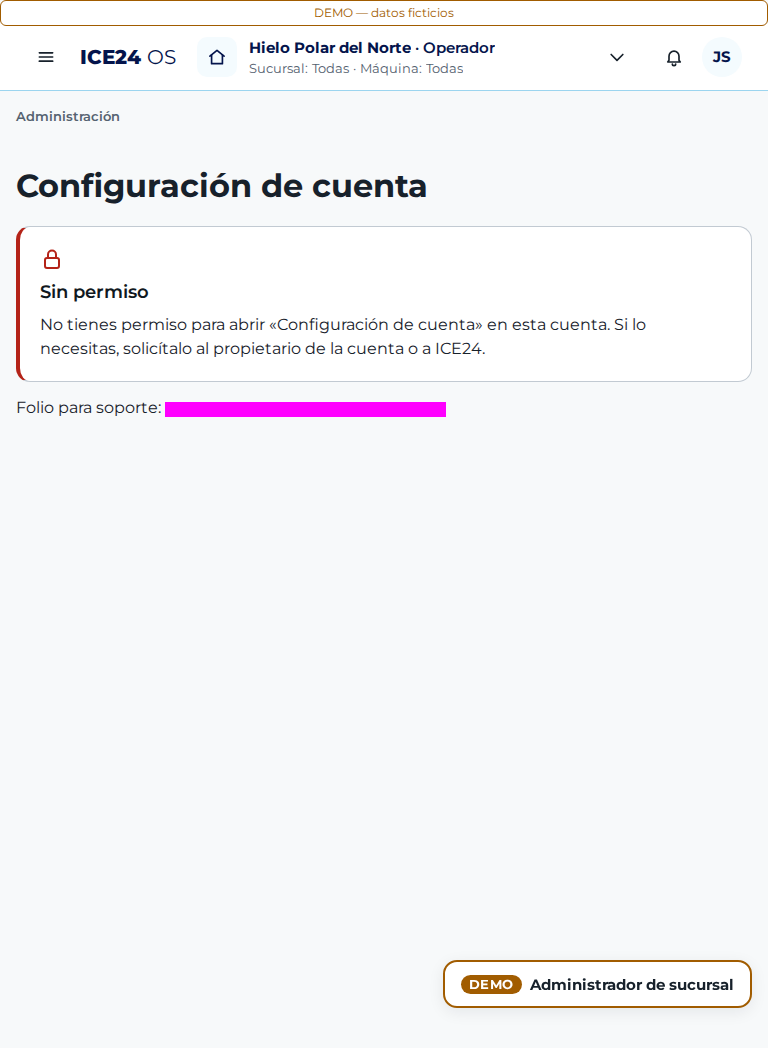 DEMO — datos ficticios
ICE24 OS
Hielo Polar del Norte · Operador
Sucursal: Todas · Máquina: Todas
JS
Administración
Configuración de cuenta
Sin permiso
No tienes permiso para abrir «Configuración de cuenta» en esta cuenta. Si lo
necesitas, solicítalo al propietario de la cuenta o a ICE24.
Folio para soporte:
DEMO Administrador de sucursal